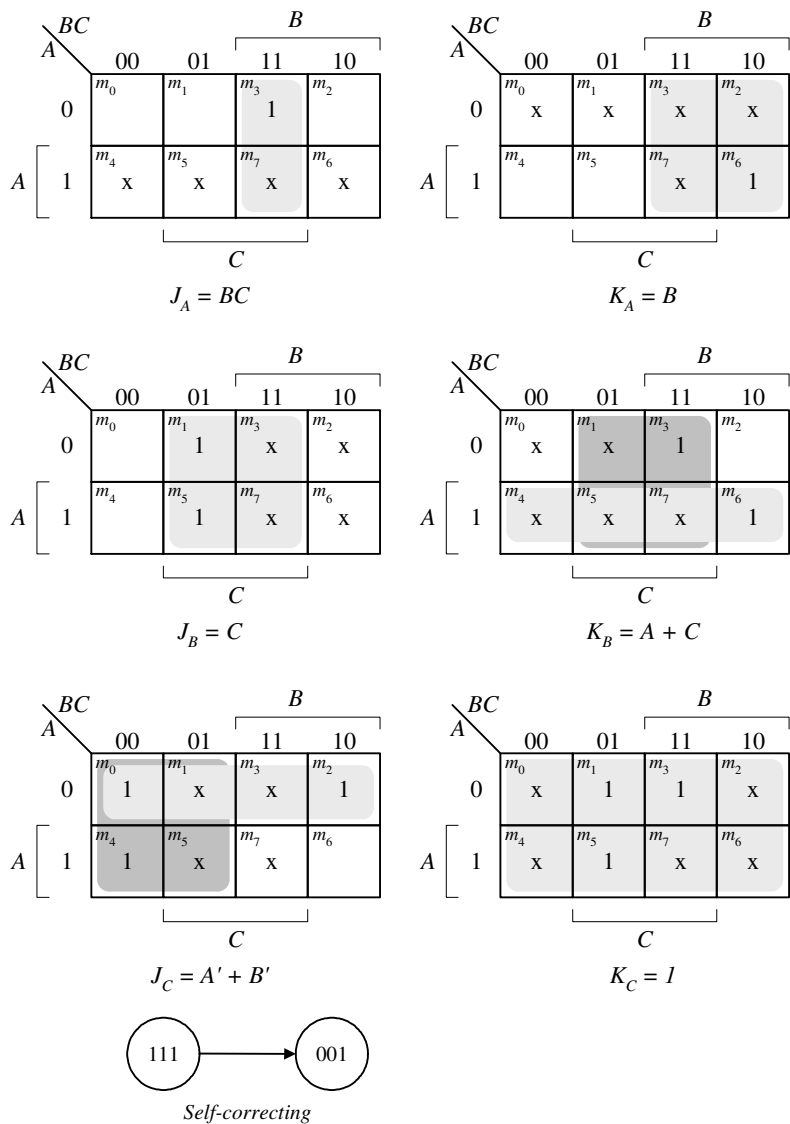 BC B
A 00 01 11 10
0 m0 m1 m3 1 m2
A 1 m4 x m5 x m7 x m6 x
C
J_A = BC
BC B
A 00 01 11 10
0 m0 x m1 x m3 x m2 x
A 1 m4 m5 m7 x m6 1
C
K_A = B
BC B
A 00 01 11 10
0 m0 m1 1 m3 x m2 x
A 1 m4 m5 1 m7 x m6 x
C
J_B = C
BC B
A 00 01 11 10
0 m0 x m1 x m3 1 m2
A 1 m4 x m5 x m7 x m6 1
C
K_B = A + C
BC B
A 00 01 11 10
0 m0 1 m1 x m3 x m2 1
A 1 m4 1 m5 x m7 x m6
C
J_C = A' + B'
BC B
A 00 01 11 10
0 m0 x m1 1 m3 1 m2 x
A 1 m4 x m5 1 m7 x m6 x
C
K_C = 1
111 001
Self-correcting